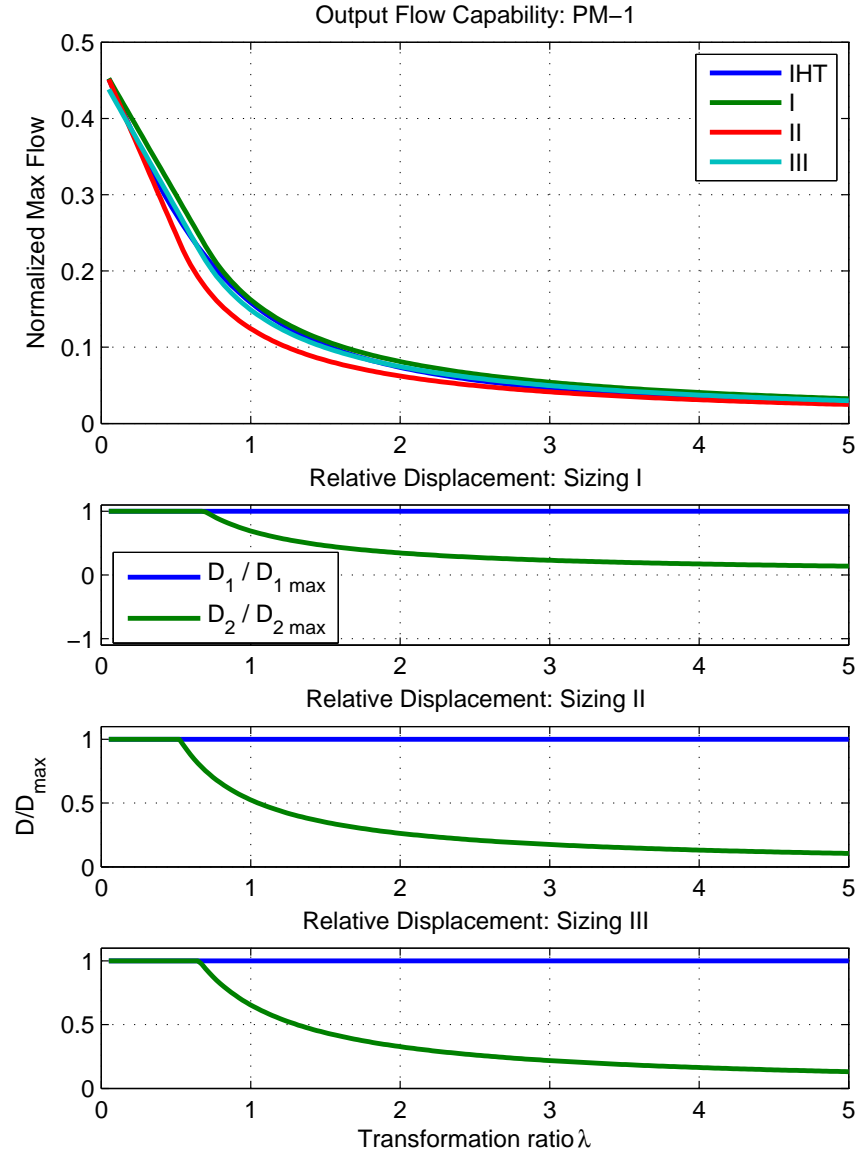 Output Flow Capability: PM−1
Normalized Max Flow
0.5
0.4
0.3
0.2
0.1
0
IHT
I
II
III
0 1 2 3 4 5
Relative Displacement: Sizing I
1
0
−1
D1 / D1 max
D2 / D2 max
0 1 2 3 4 5
Relative Displacement: Sizing II
D/Dmax
1
0.5
0
0 1 2 3 4 5
Relative Displacement: Sizing III
1
0.5
0
0 1 2 3 4 5
Transformation ratio λ